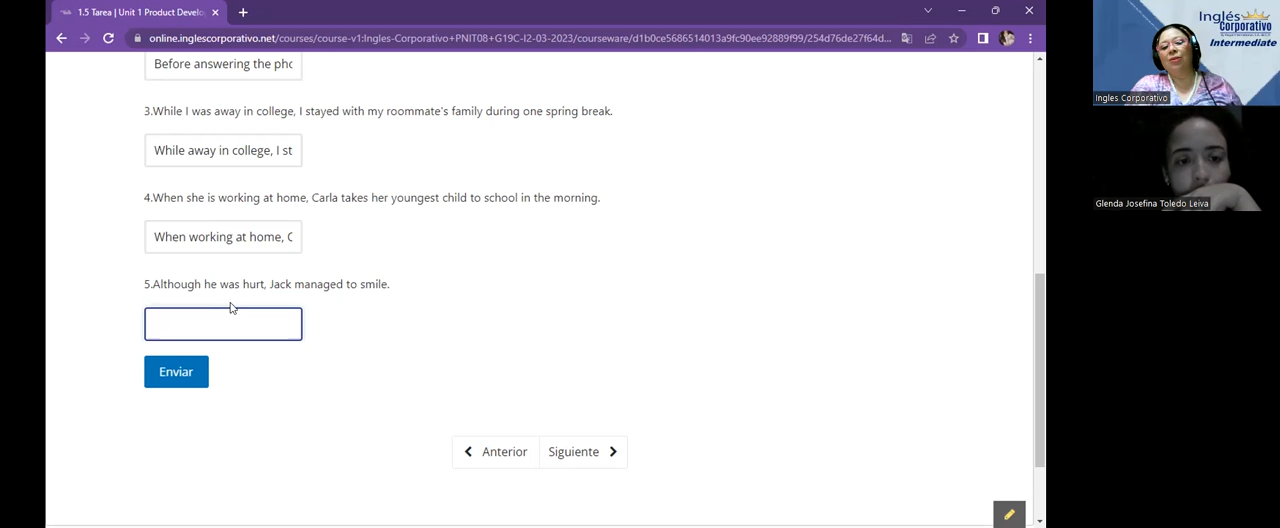 1.5 Tarea | Unit 1 Product Develo
online.inglescorporativo.net/courses/course-v1:Ingles-Corporativo+PNIT08+G19C-I2-03-2023/courseware/d1b0ce5686514013a9fc90ee92889f99/254d76de27f64d...
Before answering the pho
3.While I was away in college, I stayed with my roommate's family during one spring break.
While away in college, I st
4.When she is working at home, Carla takes her youngest child to school in the morning.
When working at home, C
5.Although he was hurt, Jack managed to smile.
Enviar
Anterior
Siguiente
Inglés
Corporativo
Intermediate
Ingles Corporativo
Glenda Josefina Toledo Leiva